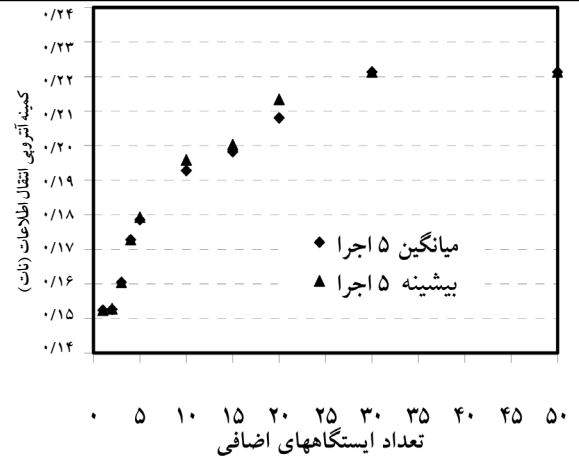 ۰/۲۴
۰/۲۳
۰/۲۲
۰/۲۱
۰/۲۰
۰/۱۹
۰/۱۸
۰/۱۷
۰/۱۶
۰/۱۵
۰/۱۴
کمینه آنتروپی انتقال اطلاعات (نات)
میانگین ۵ اجرا
بیشینه ۵ اجرا
۰ ۵ ۱۰ ۱۵ ۲۰ ۲۵ ۳۰ ۳۵ ۴۰ ۴۵ ۵۰
تعداد ایستگاههای اضافی